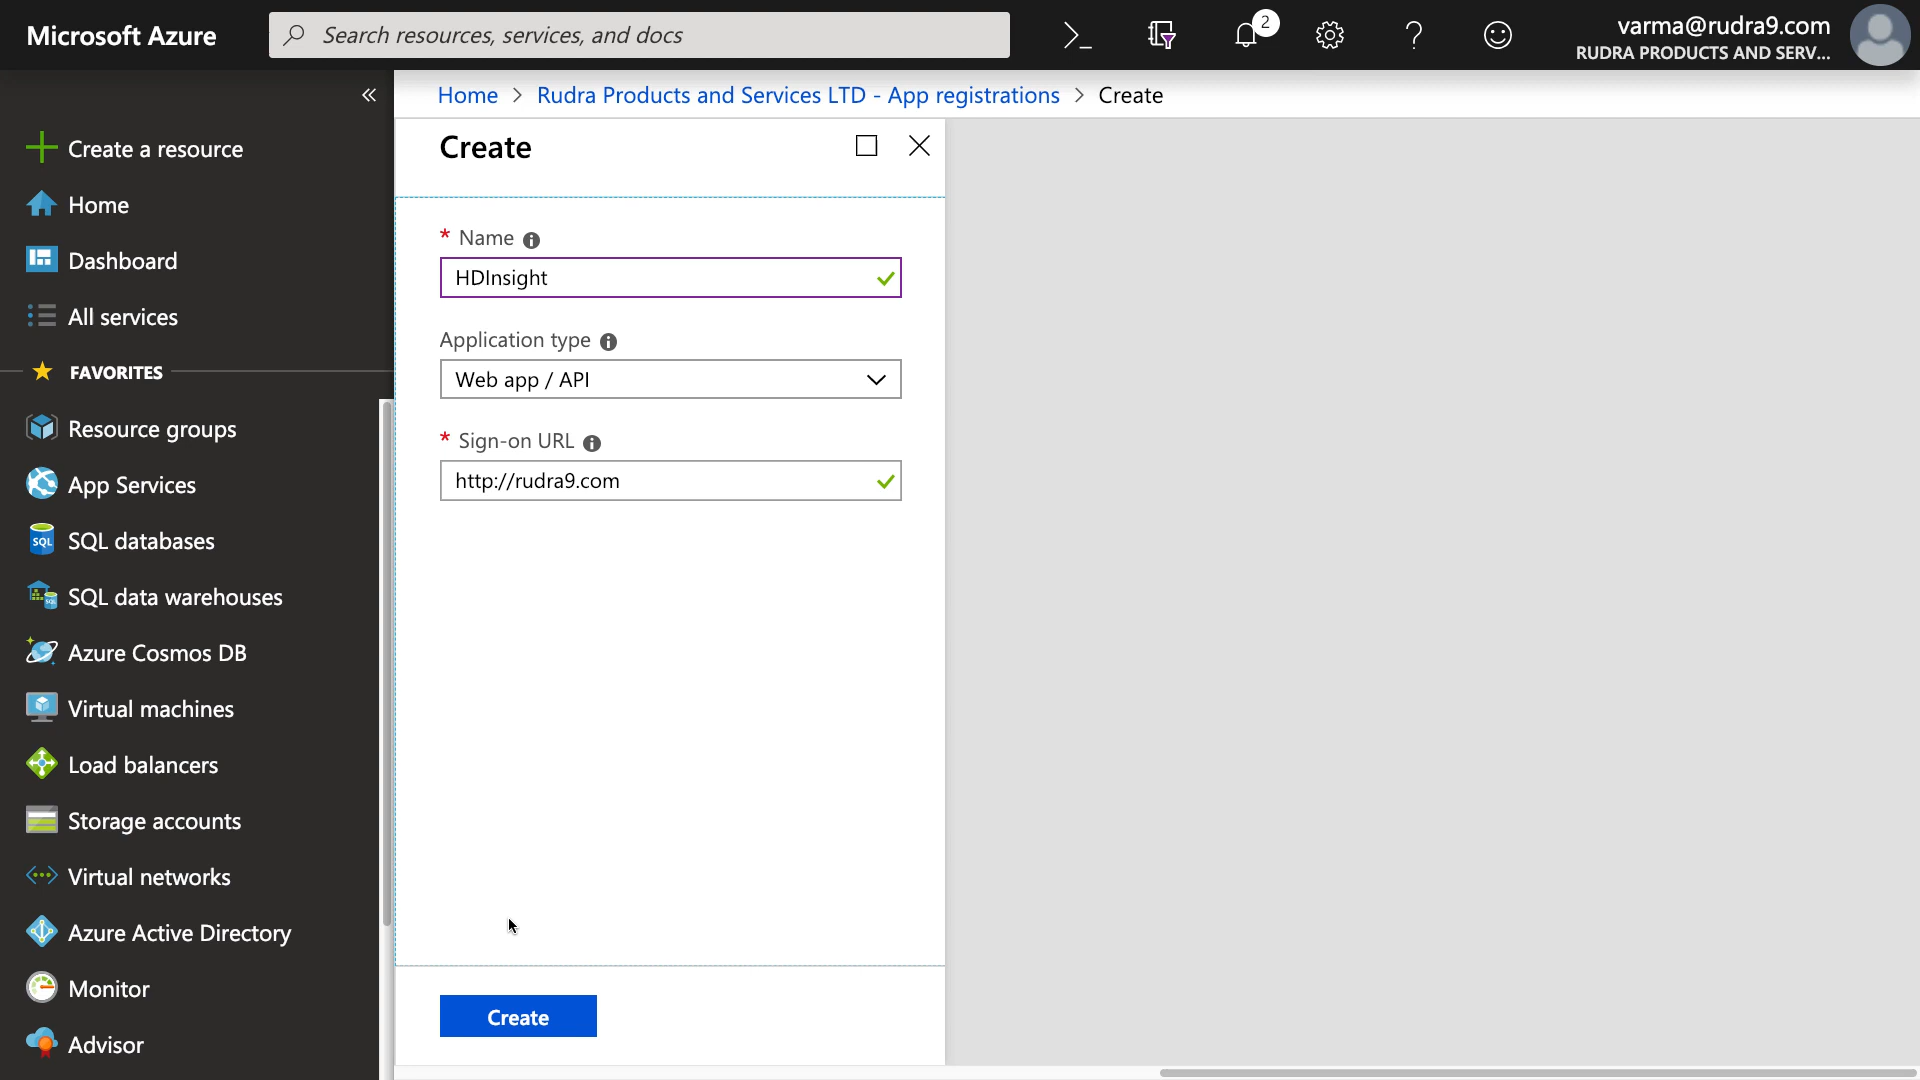 Microsoft Azure
Search resources, services, and docs
2
varma@rudra9.com
RUDRA PRODUCTS AND SERV...
Home > Rudra Products and Services LTD - App registrations > Create
Create a resource
Home
Dashboard
All services
FAVORITES
Resource groups
App Services
SQL databases
SQL data warehouses
Azure Cosmos DB
Virtual machines
Load balancers
Storage accounts
Virtual networks
Azure Active Directory
Monitor
Advisor
Create
* Name
HDInsight
Application type
Web app / API
* Sign-on URL
http://rudra9.com
Create